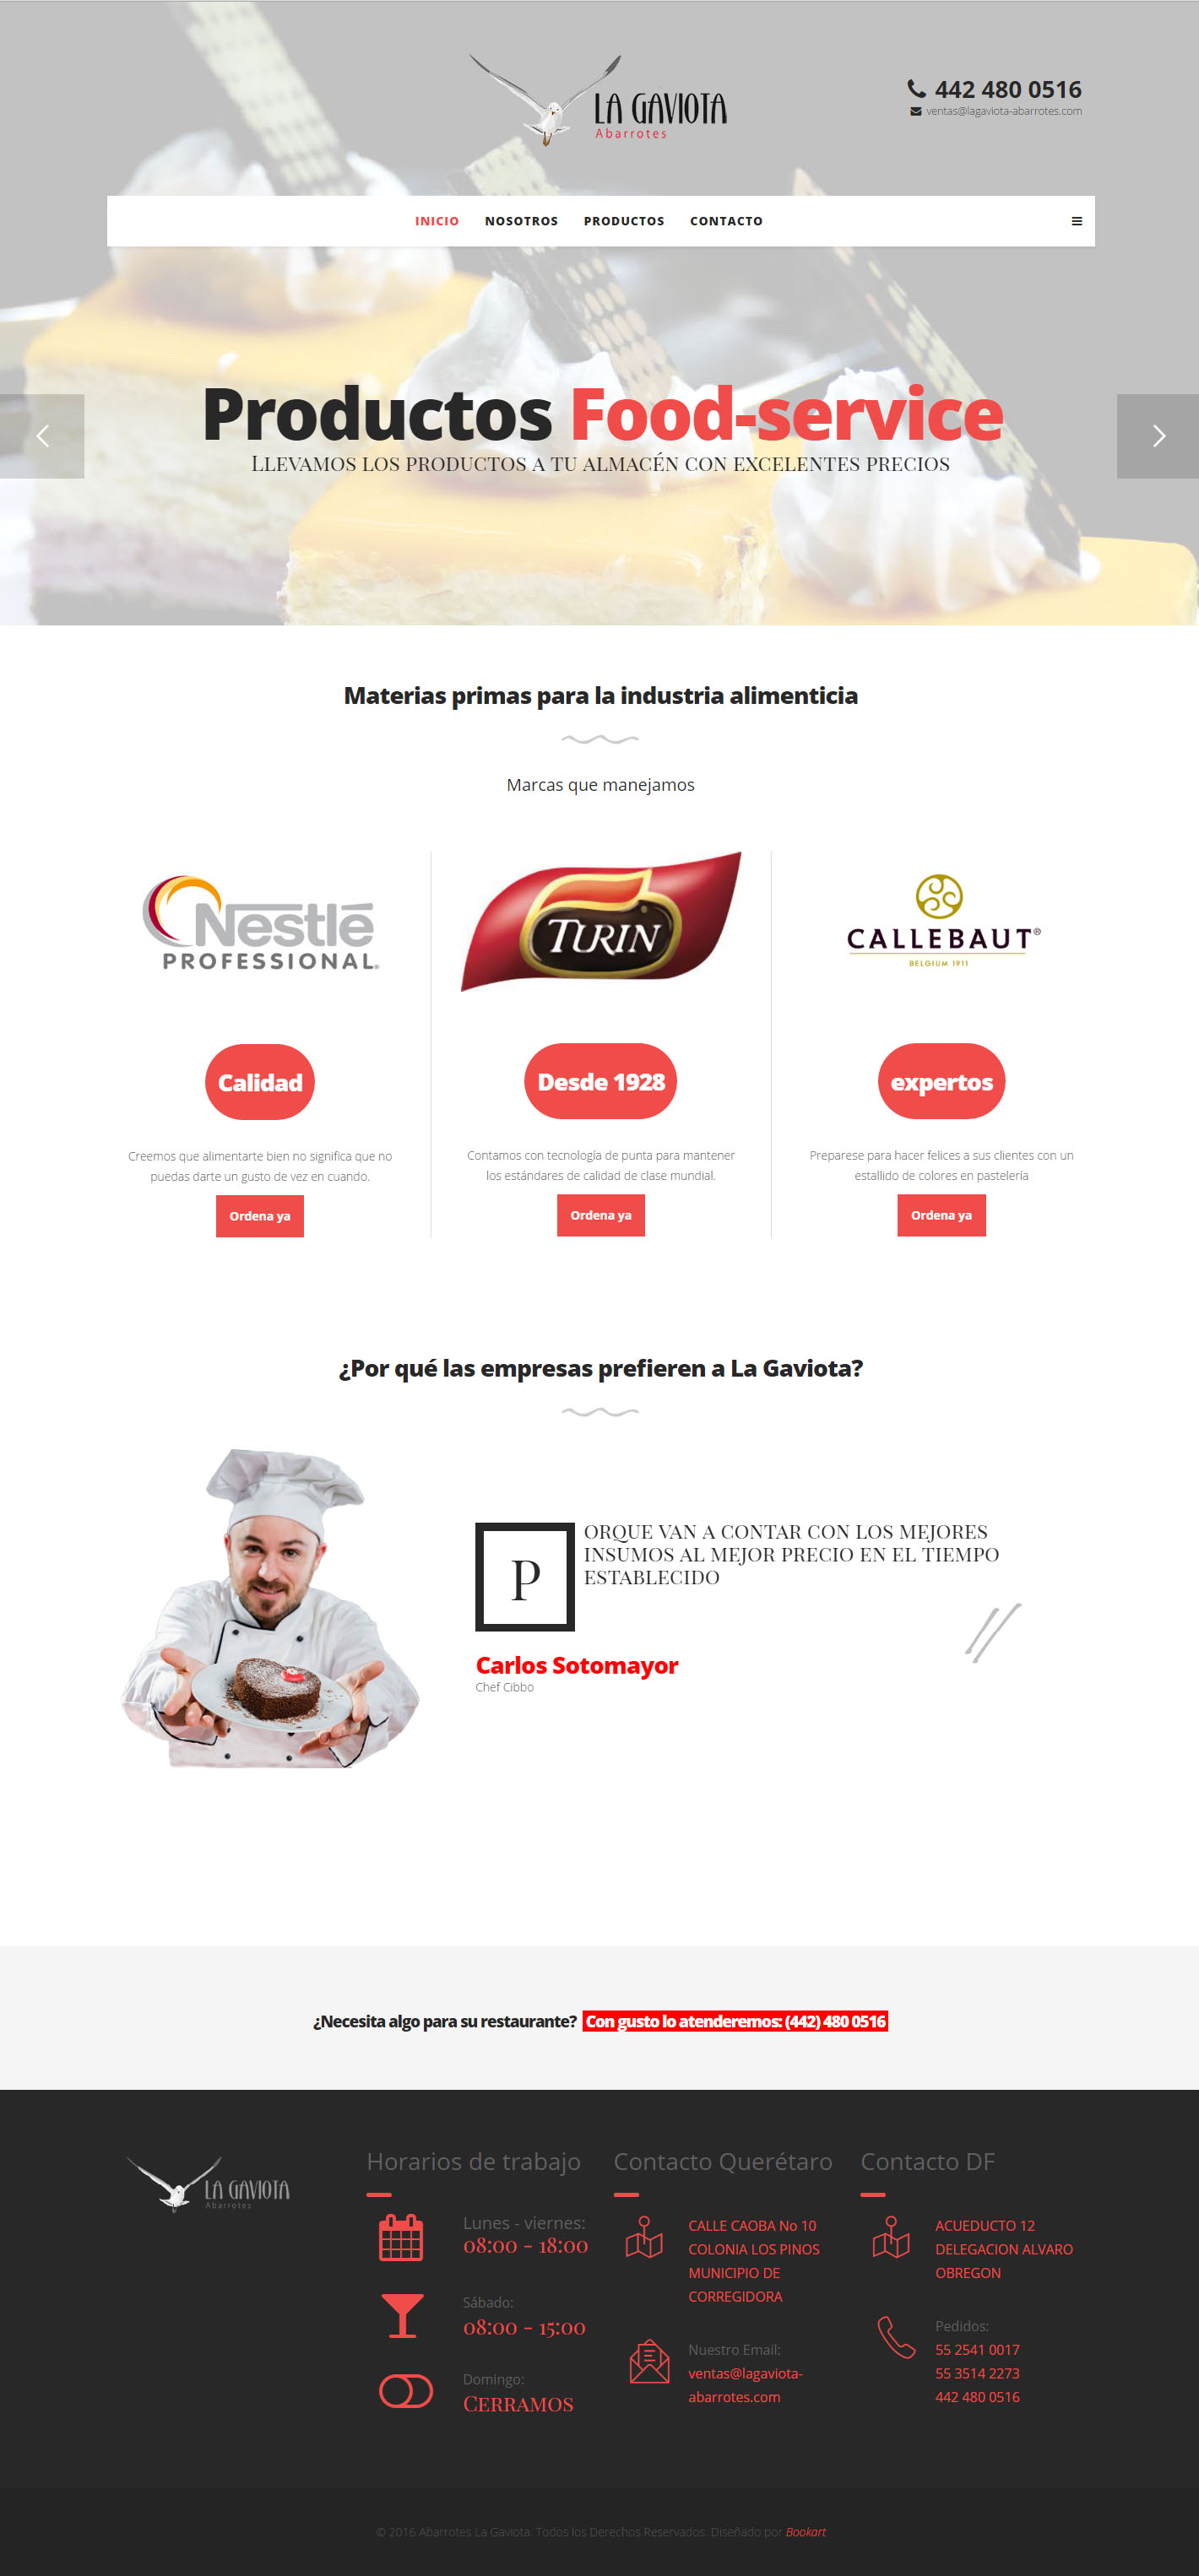 LA GAVIOTA
Abarrotes
442 480 0516
ventas@lagaviota-abarrotes.com
INICIO NOSOTROS PRODUCTOS CONTACTO
Productos Food-service
LLEVAMOS LOS PRODUCTOS A TU ALMACÉN CON EXCELENTES PRECIOS
Materias primas para la industria alimenticia
Marcas que manejamos
Nestlé
PROFESSIONAL.
Calidad
Creemos que alimentarte bien no significa que no
puedas darte un gusto de vez en cuando.
Ordena ya
TURIN
Desde 1928
Contamos con tecnología de punta para mantener
los estándares de calidad de clase mundial.
Ordena ya
CALLEBAUT®
BELGIUM 1911
expertos
Preparese para hacer felices a sus clientes con un
estallido de colores en pastelería
Ordena ya
¿Por qué las empresas prefieren a La Gaviota?
PORQUE VAN A CONTAR CON LOS MEJORES
INSUMOS AL MEJOR PRECIO EN EL TIEMPO
ESTABLECIDO
Carlos Sotomayor
Chef Cibbo
¿Necesita algo para su restaurante? Con gusto lo atenderemos: (442) 480 0516
LA GAVIOTA
Abarrotes
Horarios de trabajo
Lunes - viernes:
08:00 - 18:00
Sábado:
08:00 - 15:00
Domingo:
CERRAMOS
Contacto Querétaro
CALLE CAOBA No 10
COLONIA LOS PINOS
MUNICIPIO DE
CORREGIDORA
Nuestro Email:
ventas@lagaviota-
abarrotes.com
Contacto DF
ACUEDUCTO 12
DELEGACION ALVARO
OBREGON
Pedidos:
55 2541 0017
55 3514 2273
442 480 0516
© 2016 Abarrotes La Gaviota. Todos los Derechos Reservados. Diseñado por Bookart